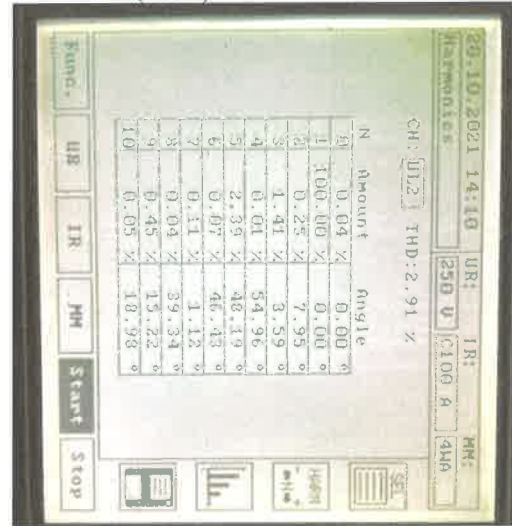 28.10.2021 14:10 UR: IR: MM:
Harmonics 250 V C100 A 4WA
CH: UL2 THD: 2.91 %
N Amount Angle
0 0.04 % 0.00 °
1 100.00 % 0.00 °
2 0.25 % 7.95 °
3 1.41 % 3.59 °
4 0.01 % 54.96 °
5 2.39 % 48.19 °
6 0.07 % 46.43 °
7 0.11 % 1.12 °
8 0.04 % 39.34 °
9 0.45 % 15.22 °
10 0.05 % 18.98 °
SEL
HARM
Func. UR IR MM Start Stop